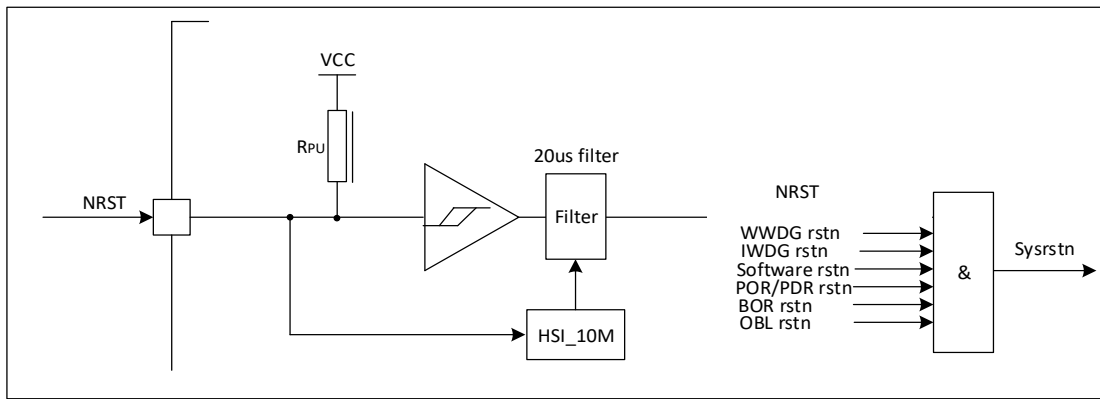 VCC
RPU
20us filter
NRST
Filter
HSI_10M
NRST
WWDG rstn
IWDG rstn
Software rstn
POR/PDR rstn
BOR rstn
OBL rstn
&
Sysrstn